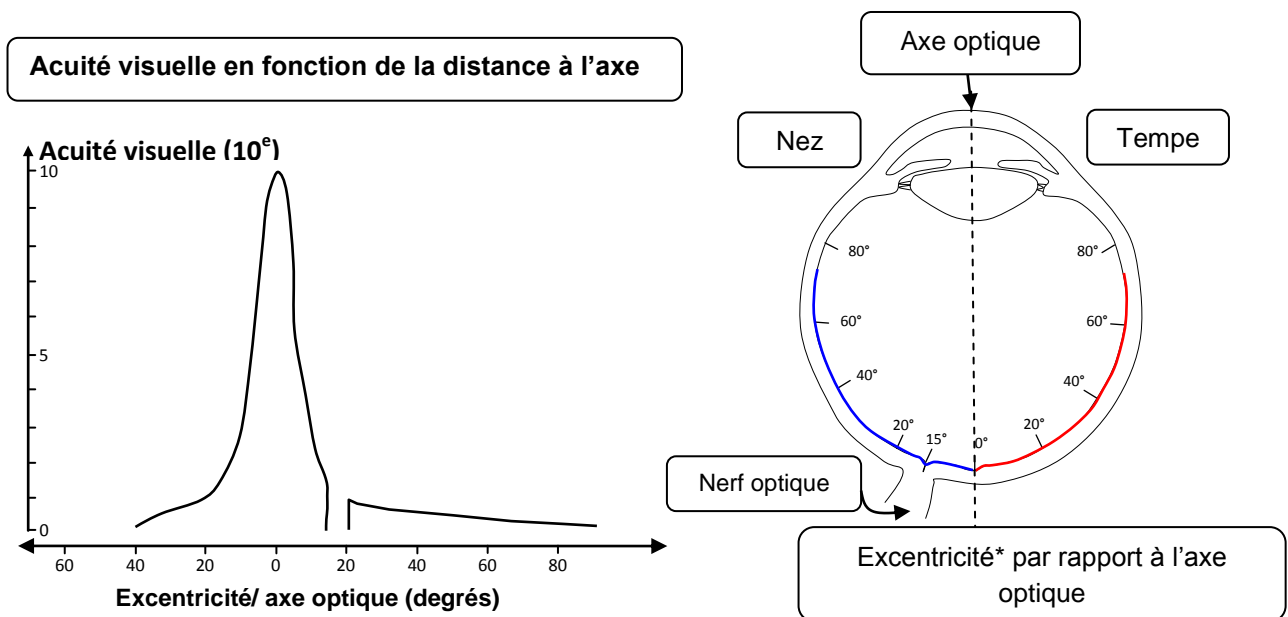 Acuité visuelle en fonction de la distance à l'axe
Acuité visuelle (10e)
10
5
0
60
40
20
0
20
40
60
80
Excentricité/ axe optique (degrés)
Axe optique
Nez
Tempe
80°
80°
60°
60°
40°
40°
20°
15°
0°
20°
Nerf optique
Excentricité* par rapport à l'axe
optique